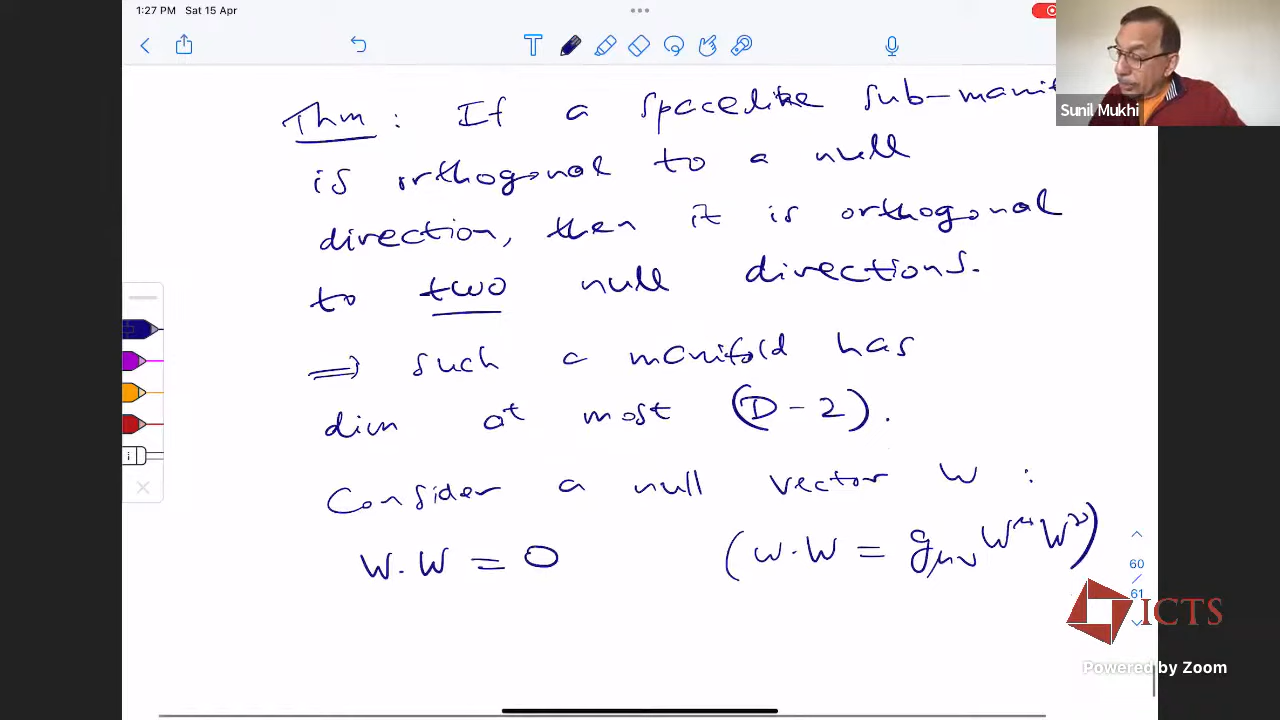 1:27 PM Sat 15 Apr
Sunil Mukhi
Thm : If a spacelike sub-manif
is orthogonal to a null
direction, then it is orthogonal
to two null directions.
⟹ such a manifold has
dim at most (D-2).
Consider a null vector W :
W.W = 0 (W.W = gμν W^μ W^ν)
60
/
61
ICTS
Powered by Zoom